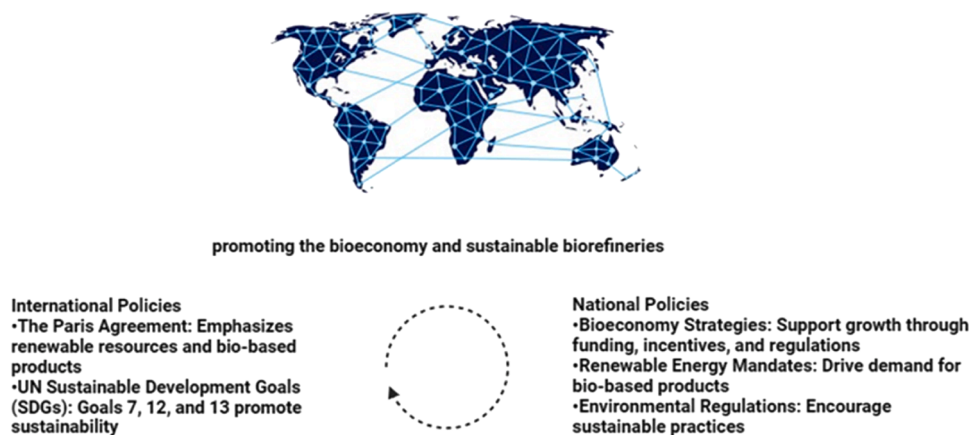 promoting the bioeconomy and sustainable biorefineries
International Policies
•The Paris Agreement: Emphasizes
renewable resources and bio-based
products
•UN Sustainable Development Goals
(SDGs): Goals 7, 12, and 13 promote
sustainability
National Policies
•Bioeconomy Strategies: Support growth through
funding, incentives, and regulations
•Renewable Energy Mandates: Drive demand for
bio-based products
•Environmental Regulations: Encourage
sustainable practices